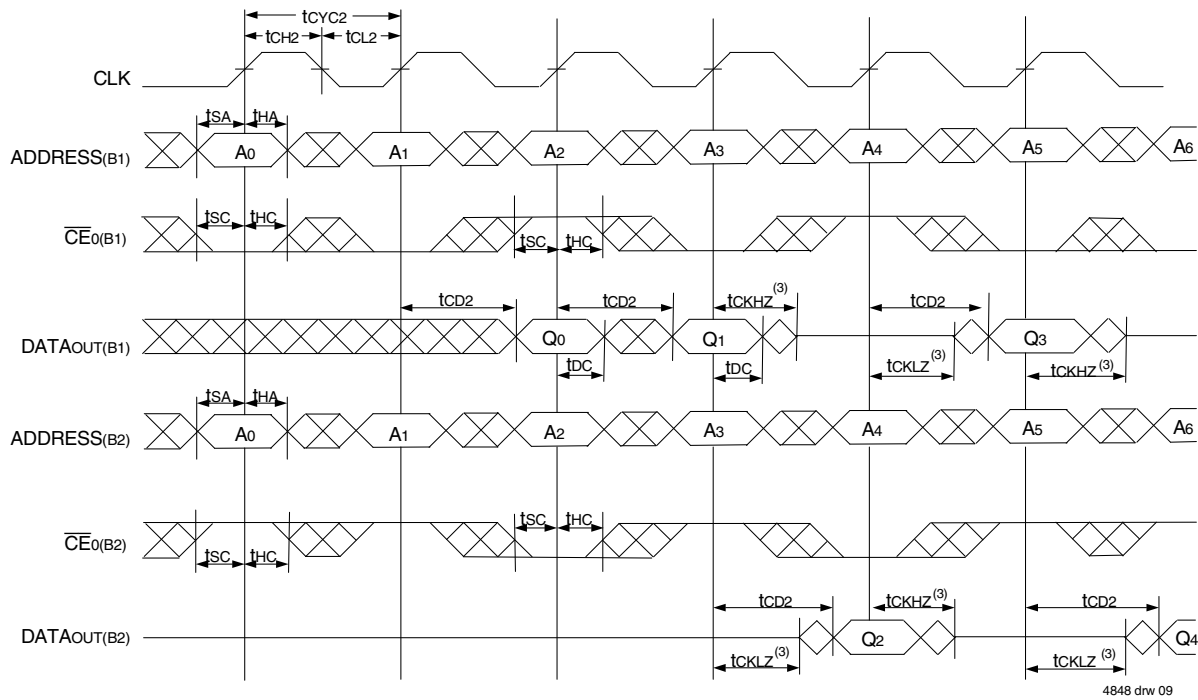 tCYC2
tCH2 tCL2
CLK
tSA tHA
ADDRESS(B1) A0 A1 A2 A3 A4 A5 A6
tSC tHC
CE0(B1)
tSC tHC
tCD2 tCD2 tCKHZ(3) tCD2
DATAOUT(B1) Q0 Q1 Q3
tDC tDC tCKLZ(3) tCKHZ(3)
tSA tHA
ADDRESS(B2) A0 A1 A2 A3 A4 A5 A6
tSC tHC
CE0(B2)
tSC tHC
tCD2 tCKHZ(3) tCD2
DATAOUT(B2) Q2 Q4
tCKLZ(3) tCKLZ(3)
4848 drw 09